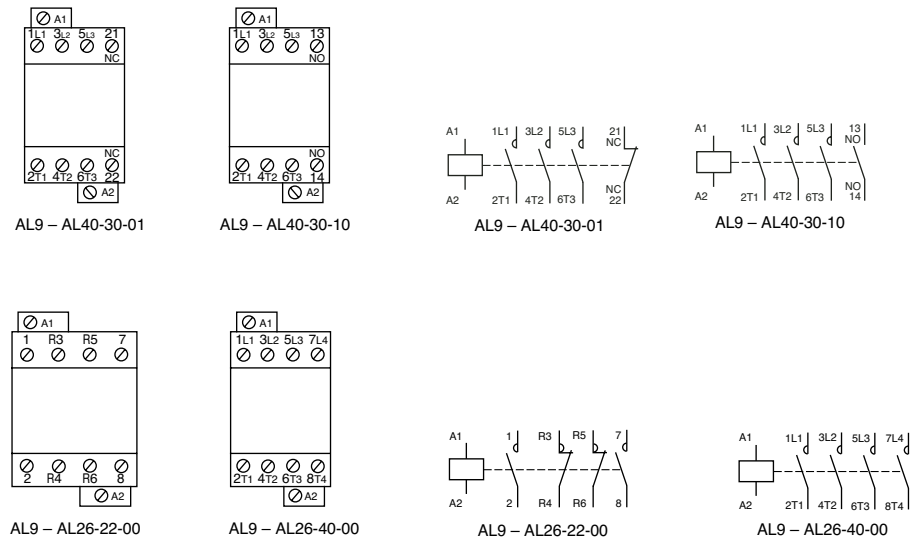 A1
1L1 3L2 5L3 21
NC
NC
2T1 4T2 6T3 22
A2
AL9 – AL40-30-01
A1
1L1 3L2 5L3 13
NO
NO
2T1 4T2 6T3 14
A2
AL9 – AL40-30-10
A1 1L1 3L2 5L3 21
NC
NC
A2 2T1 4T2 6T3 22
AL9 – AL40-30-01
A1 1L1 3L2 5L3 13
NO
NO
A2 2T1 4T2 6T3 14
AL9 – AL40-30-10
A1
1 R3 R5 7
2 R4 R6 8
A2
AL9 – AL26-22-00
A1
1L1 3L2 5L3 7L4
2T1 4T2 6T3 8T4
A2
AL9 – AL26-40-00
A1 1 R3 R5 7
A2 2 R4 R6 8
AL9 – AL26-22-00
A1 1L1 3L2 5L3 7L4
A2 2T1 4T2 6T3 8T4
AL9 – AL26-40-00